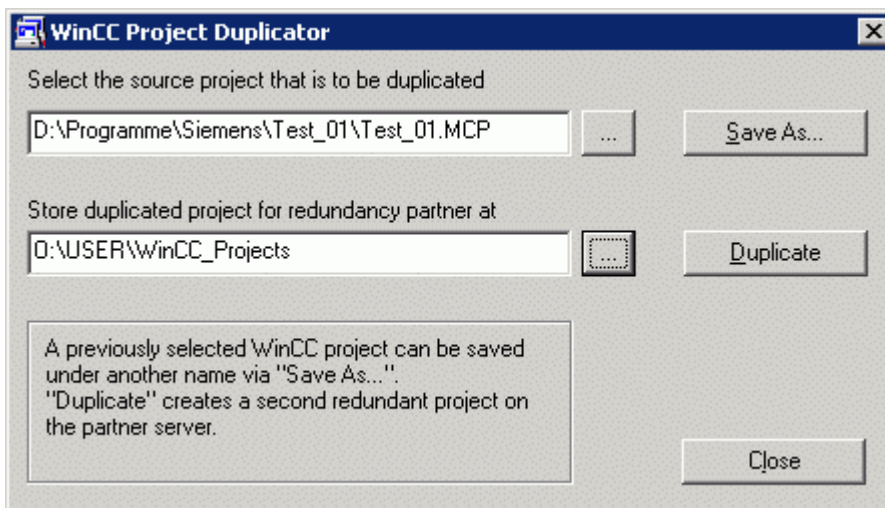 WinCC Project Duplicator
Select the source project that is to be duplicated
D:\Programme\Siemens\Test_01\Test_01.MCP
...
Save As...
Store duplicated project for redundancy partner at
O:\USER\WinCC_Projects
...
Duplicate
A previously selected WinCC project can be saved
under another name via "Save As...".
"Duplicate" creates a second redundant project on
the partner server.
Close